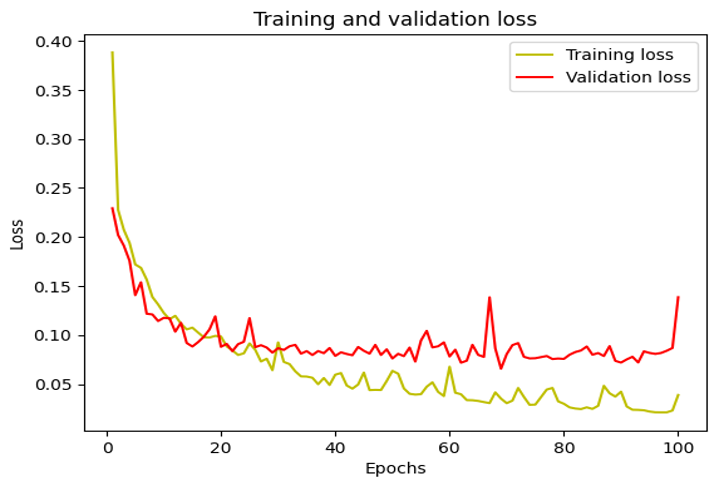 Training and validation loss
0.40
0.35
0.30
0.25
0.20
0.15
0.10
0.05
Loss
Training loss
Validation loss
0 20 40 60 80 100
Epochs